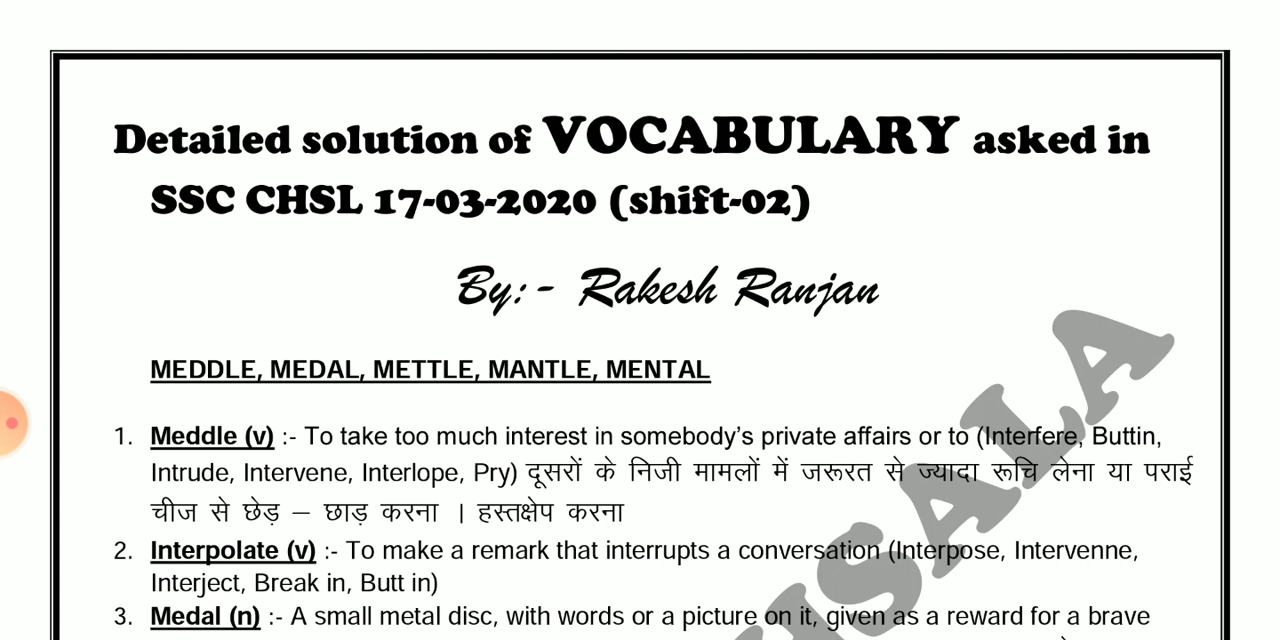 Detailed solution of VOCABULARY asked in
SSC CHSL 17-03-2020 (shift-02)
By:- Rakesh Ranjan
MEDDLE, MEDAL, METTLE, MANTLE, MENTAL
1. Meddle (v) :- To take too much interest in somebody's private affairs or to (Interfere, Buttin,
Intrude, Intervene, Interlope, Pry) दूसरों के निजी मामलों में जरूरत से ज्यादा रूचि लेना या पराई
चीज से छेड़ – छाड़ करना । हस्तक्षेप करना
2. Interpolate (v) :- To make a remark that interrupts a conversation (Interpose, Intervenne,
Interject, Break in, Butt in)
3. Medal (n) :- A small metal disc, with words or a picture on it, given as a reward for a brave